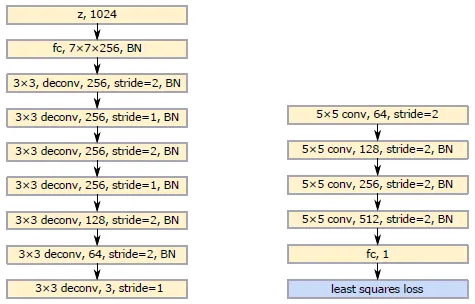 z, 1024
fc, 7×7×256, BN
3×3, deconv, 256, stride=2, BN
3×3 deconv, 256, stride=1, BN
3×3 deconv, 256, stride=2, BN
3×3 deconv, 256, stride=1, BN
3×3 deconv, 128, stride=2, BN
3×3 deconv, 64, stride=2, BN
3×3 deconv, 3, stride=1
5×5 conv, 64, stride=2
5×5 conv, 128, stride=2, BN
5×5 conv, 256, stride=2, BN
5×5 conv, 512, stride=2, BN
fc, 1
least squares loss